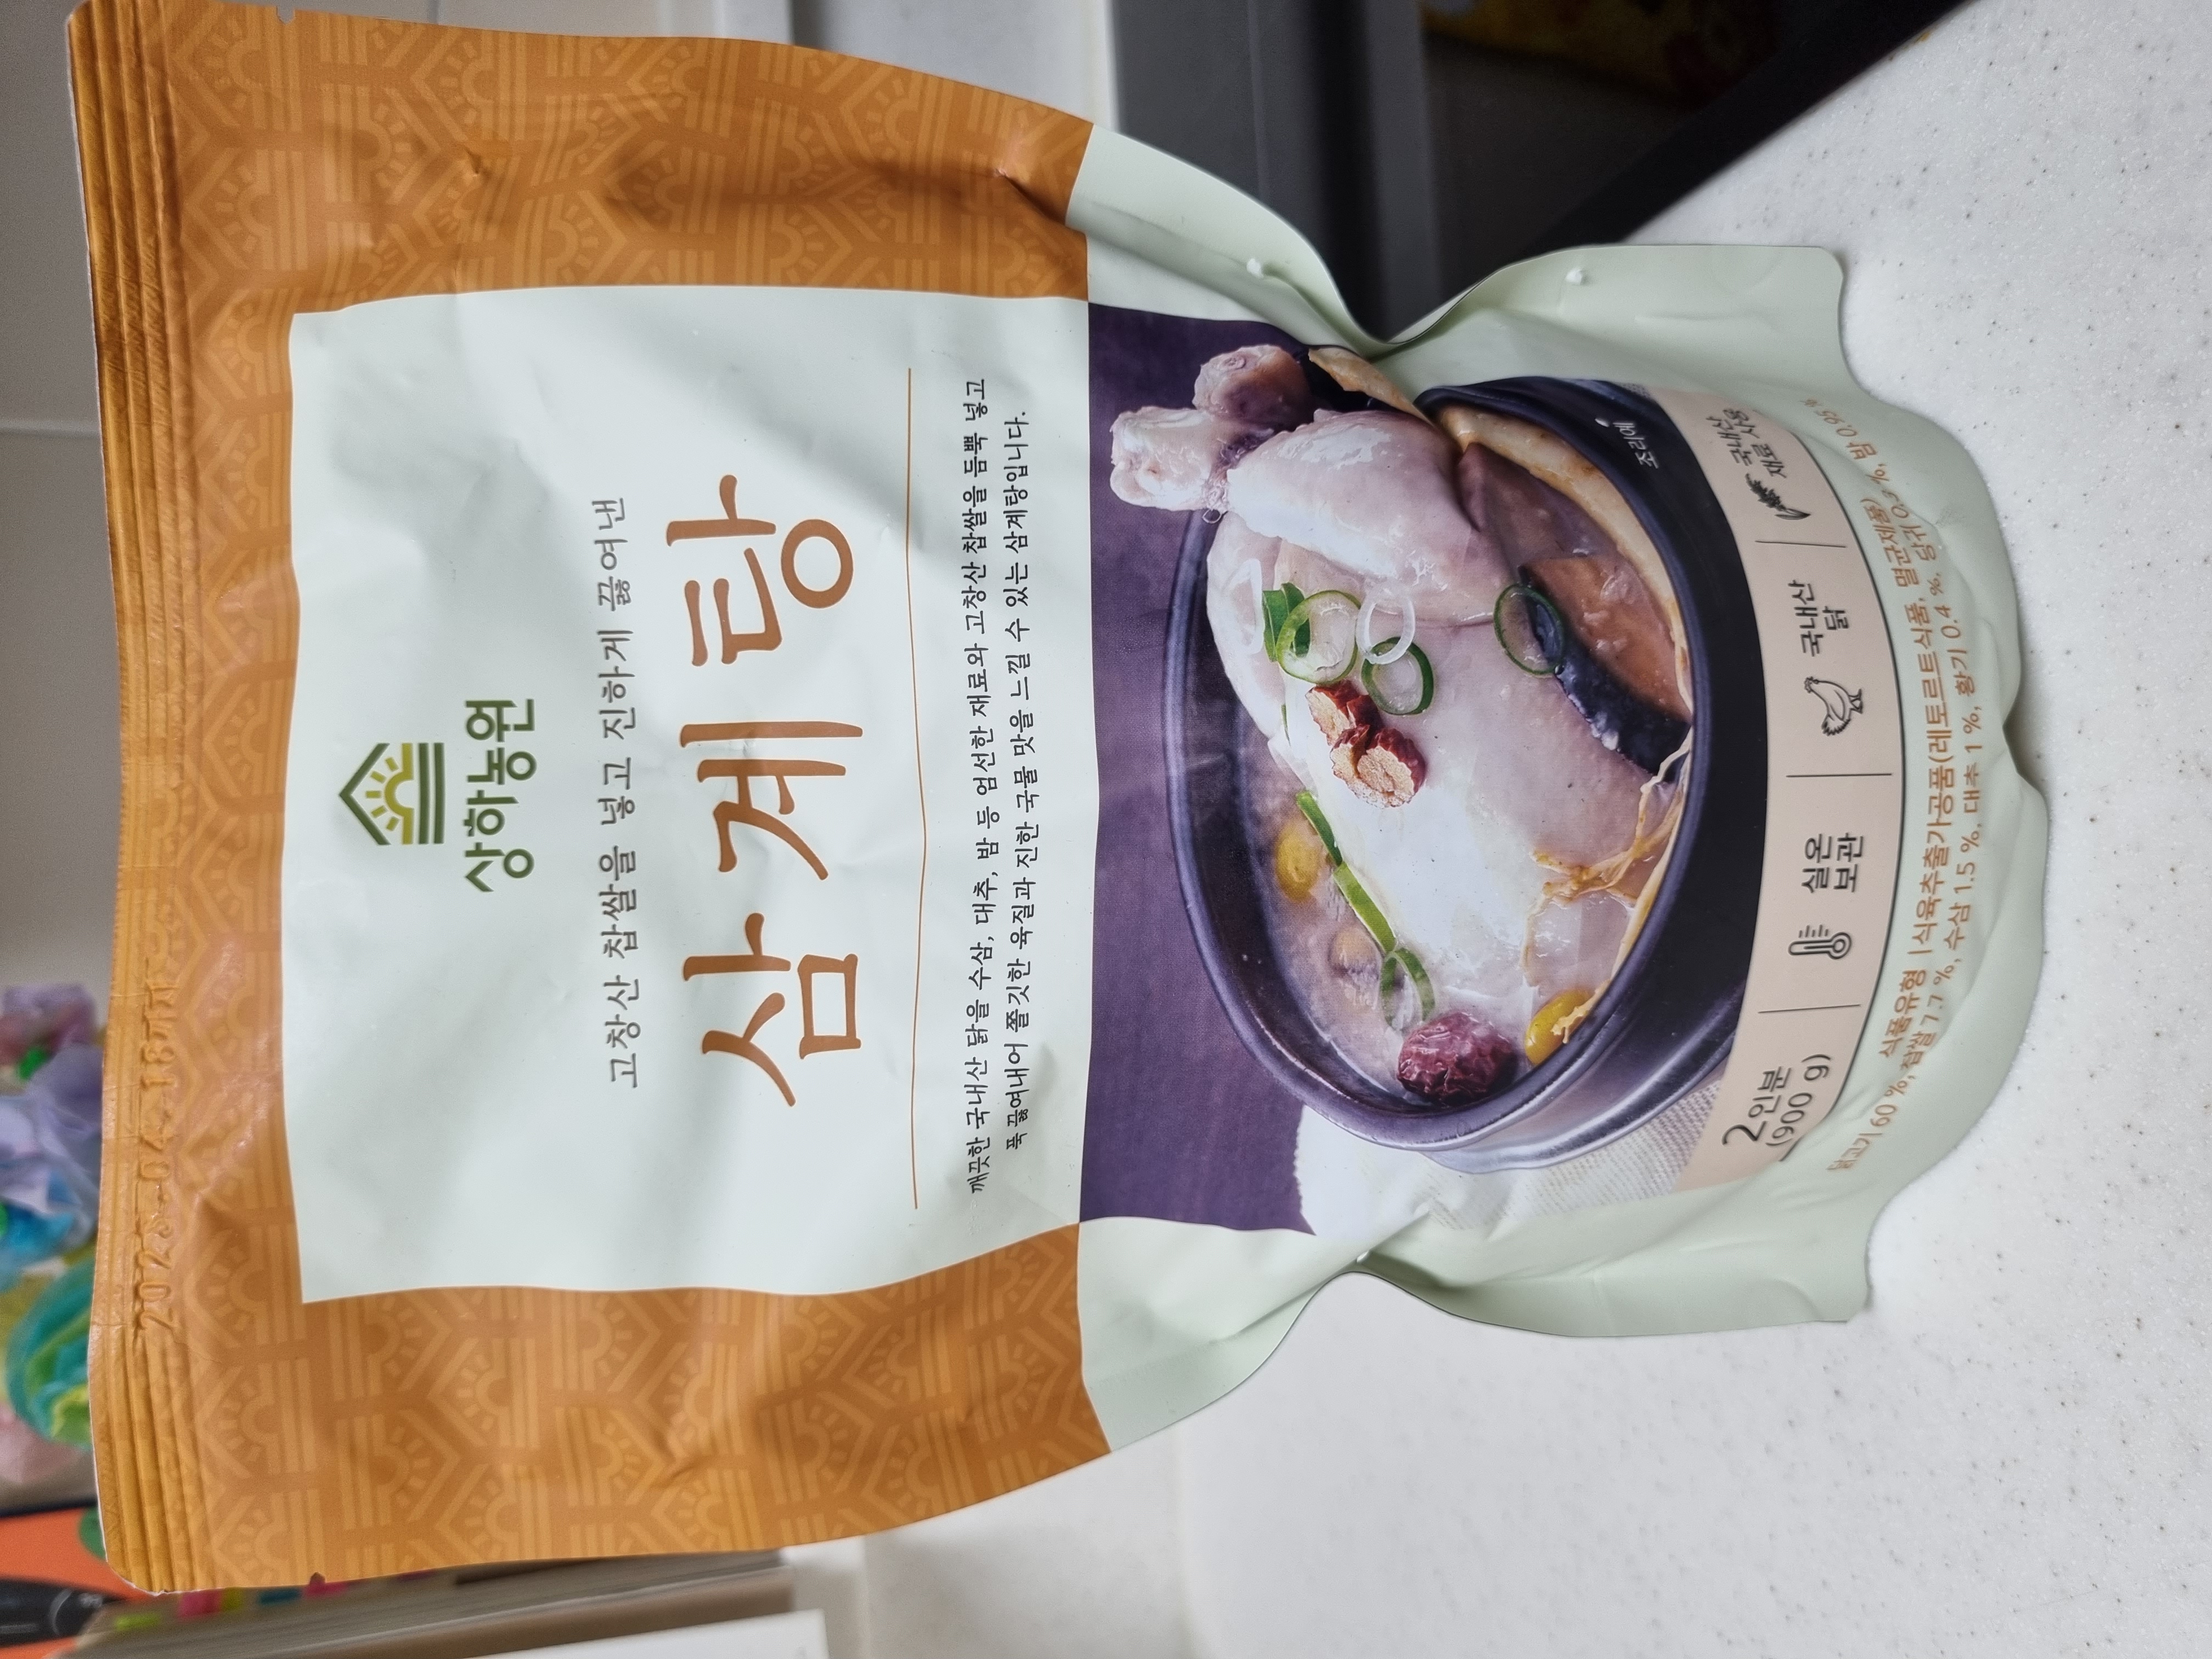 상하농원
고창산 찹쌀을 넣고 진하게 끓여낸
삼계탕
깨끗한 국내산 닭을 수삼, 대추, 밤 등 엄선한 재료와 고창산 찹쌀을 듬뿍 넣고
푹 끓여내어 쫄깃한 육질과 진한 국물 맛을 느낄 수 있는 삼계탕입니다.
조리예
2인분
(900 g)
실온
보관
국내산
닭
국내산
재료 사용
식품유형 | 식육추출가공품(레토르트식품, 멸균제품)
닭고기 60 %, 찹쌀 7.7 %, 수삼 1.5 %, 대추 1 %, 황기 0.4 %, 당귀 0.3 %, 밤 0.95 %